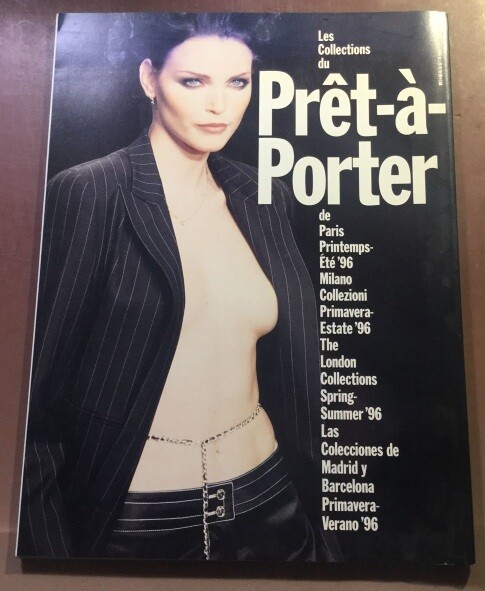 Les
Collections
du
Prêt-à-
Porter
de
Paris
Printemps-
Été '96
Milano
Collezioni
Primavera-
Estate '96
The
London
Collections
Spring-
Summer '96
Las
Colecciones de
Madrid y
Barcelona
Primavera-
Verano '96